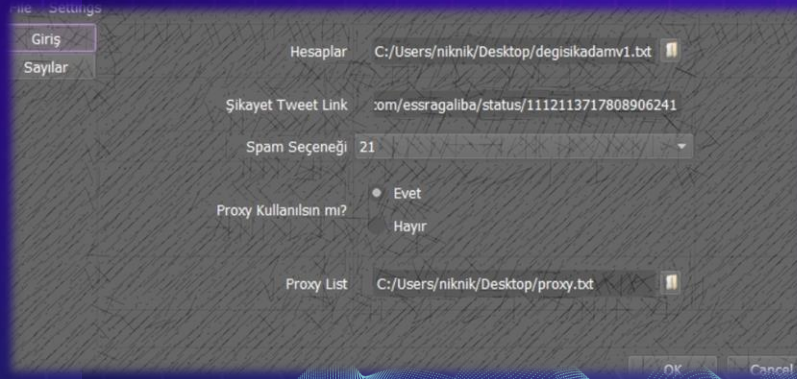 File Settings
Giriş
Sayılar
Hesaplar C:/Users/niknik/Desktop/degisikadamv1.txt
Şikayet Tweet Link :om/essragaliba/status/1112113717808906241
Spam Seçeneği 21
Proxy Kullanılsın mı?
Evet
Hayır
Proxy List C:/Users/niknik/Desktop/proxy.txt
OK Cancel